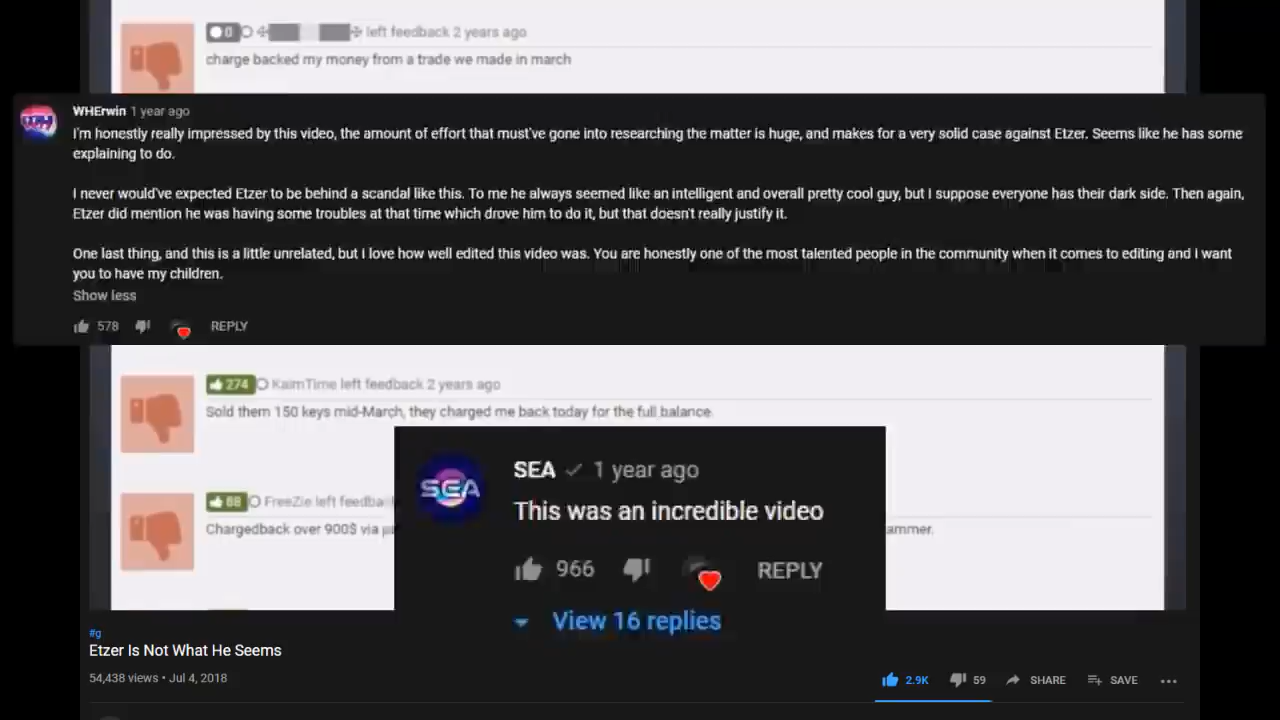 0 left feedback 2 years ago
charge backed my money from a trade we made in march
WHErwin 1 year ago
I'm honestly really impressed by this video, the amount of effort that must've gone into researching the matter is huge, and makes for a very solid case against Etzer. Seems like he has some
explaining to do.
I never would've expected Etzer to be behind a scandal like this. To me he always seemed like an intelligent and overall pretty cool guy, but I suppose everyone has their dark side. Then again,
Etzer did mention he was having some troubles at that time which drove him to do it, but that doesn't really justify it.
One last thing, and this is a little unrelated, but I love how well edited this video was. You are honestly one of the most talented people in the community when it comes to editing and I want
you to have my children.
Show less
578 REPLY
274 KaimTime left feedback 2 years ago
Sold them 150 keys mid-March, they charged me back today for the full balance.
SEA
SEA 1 year ago
This was an incredible video
68 FreeZie left
Chargedback over 900$ via
966 REPLY
View 16 replies
#g
Etzer Is Not What He Seems
54,438 views • Jul 4, 2018
2.9K 59 SHARE SAVE